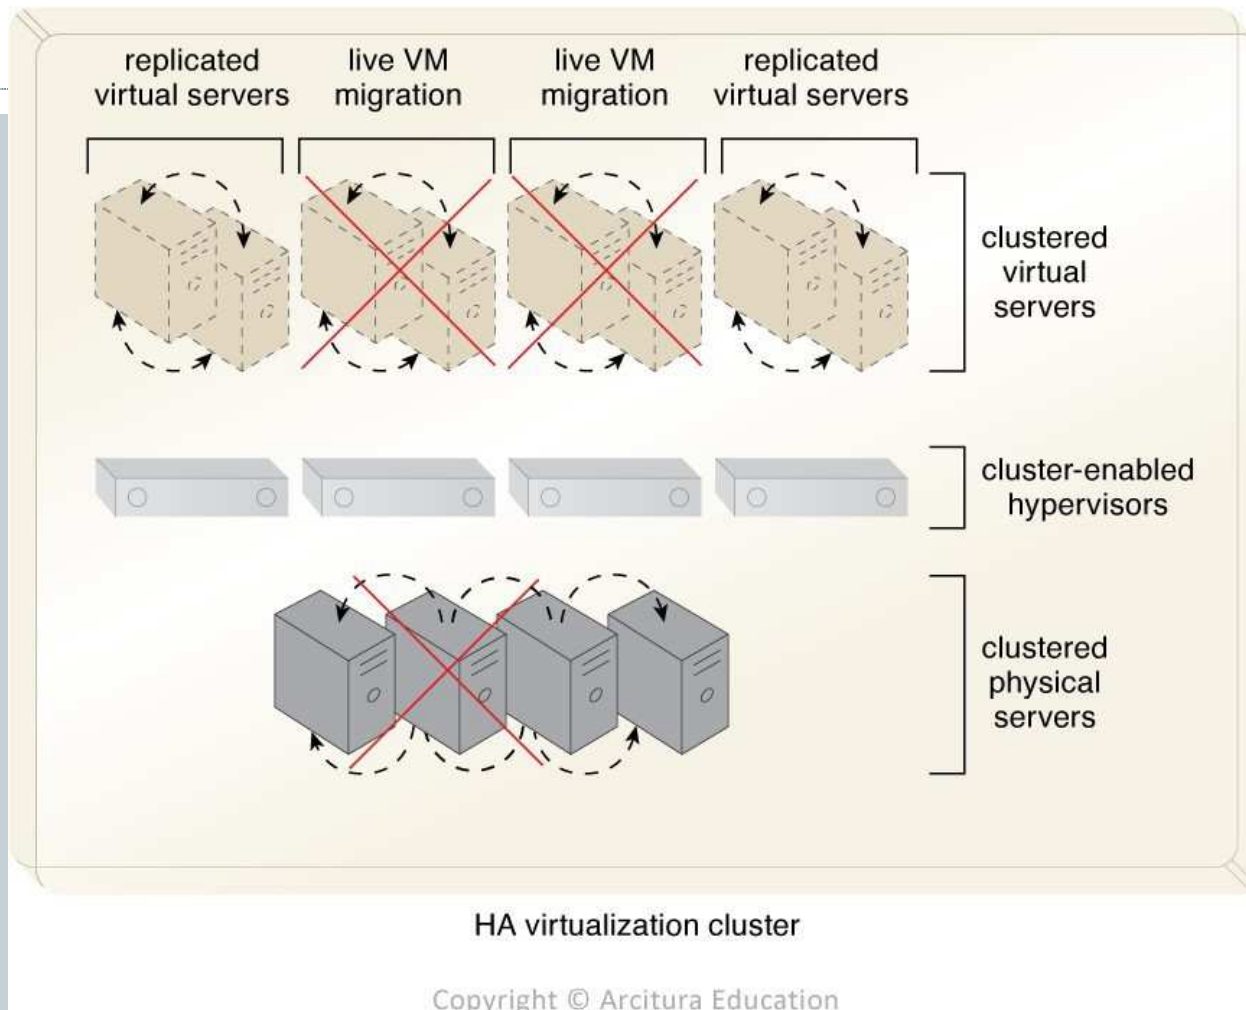 replicated
virtual servers
live VM
migration
live VM
migration
replicated
virtual servers
clustered
virtual
servers
cluster-enabled
hypervisors
clustered
physical
servers
HA virtualization cluster
Copyright © Arcitura Education